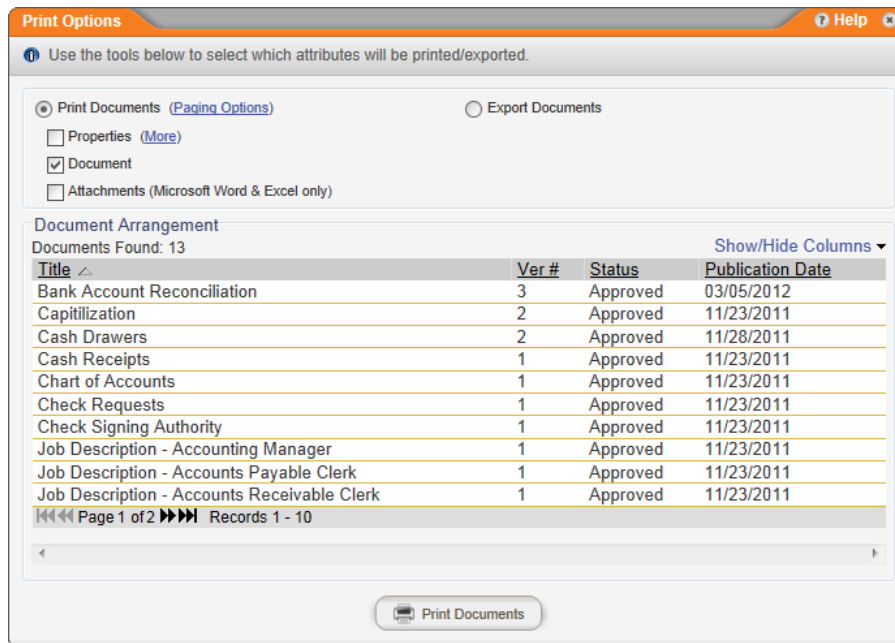 Print Options Help
Use the tools below to select which attributes will be printed/exported.
Print Documents (Paging Options) Export Documents
Properties (More)
Document
Attachments (Microsoft Word & Excel only)
Document Arrangement
Documents Found: 13 Show/Hide Columns
Title Ver # Status Publication Date
Bank Account Reconciliation 3 Approved 03/05/2012
Capitilization 2 Approved 11/23/2011
Cash Drawers 2 Approved 11/28/2011
Cash Receipts 1 Approved 11/23/2011
Chart of Accounts 1 Approved 11/23/2011
Check Requests 1 Approved 11/23/2011
Check Signing Authority 1 Approved 11/23/2011
Job Description - Accounting Manager 1 Approved 11/23/2011
Job Description - Accounts Payable Clerk 1 Approved 11/23/2011
Job Description - Accounts Receivable Clerk 1 Approved 11/23/2011
Page 1 of 2 Records 1 - 10
Print Documents